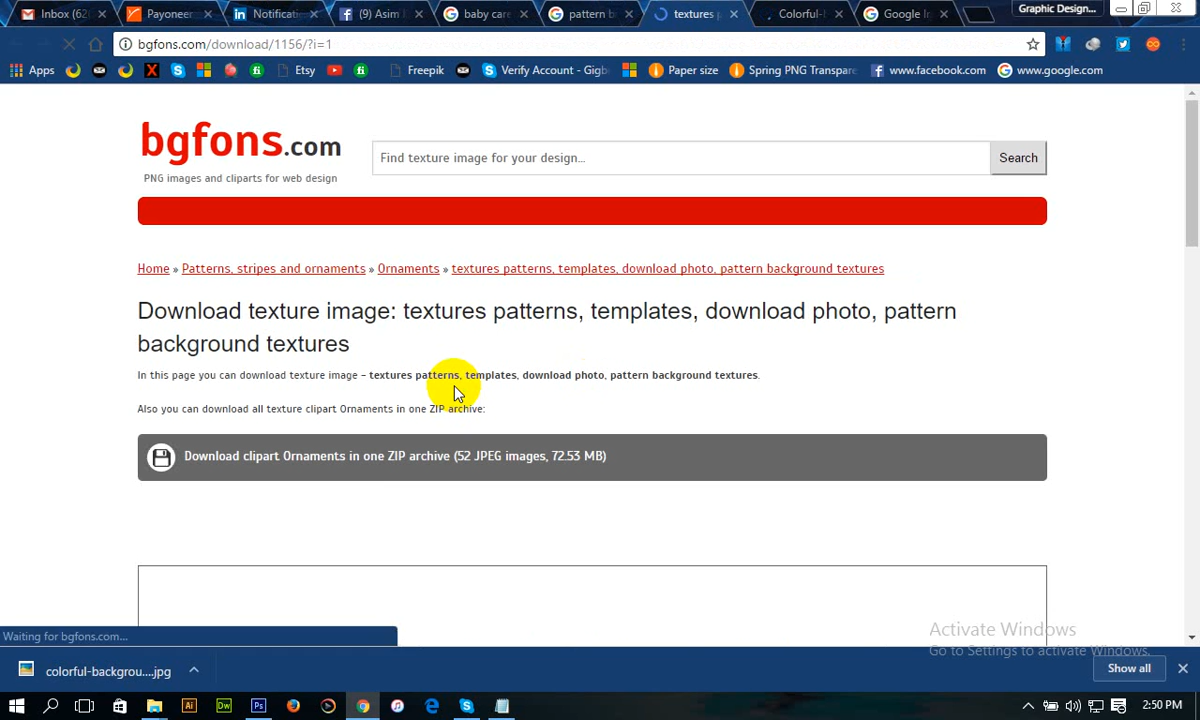 Inbox (62
Payoneer
Notificati
(9) Asim
baby care
pattern b
textures p
Colorful-
Google In
Graphic Design...
bgfons.com/download/1156/?i=1
Apps
Etsy
Freepik
Verify Account - Gigb
Paper size
Spring PNG Transpare
www.facebook.com
www.google.com
bgfons.com
PNG images and cliparts for web design
Find texture image for your design...
Search
Home » Patterns, stripes and ornaments » Ornaments » textures patterns, templates, download photo, pattern background textures
Download texture image: textures patterns, templates, download photo, pattern
background textures
In this page you can download texture image – textures patterns, templates, download photo, pattern background textures.
Also you can download all texture clipart Ornaments in one ZIP archive:
Download clipart Ornaments in one ZIP archive (52 JPEG images, 72.53 MB)
Activate Windows
Go to Settings to activate Windows.
Waiting for bgfons.com...
colorful-backgrou....jpg
Show all
Ai
Dw
Ps
2:50 PM